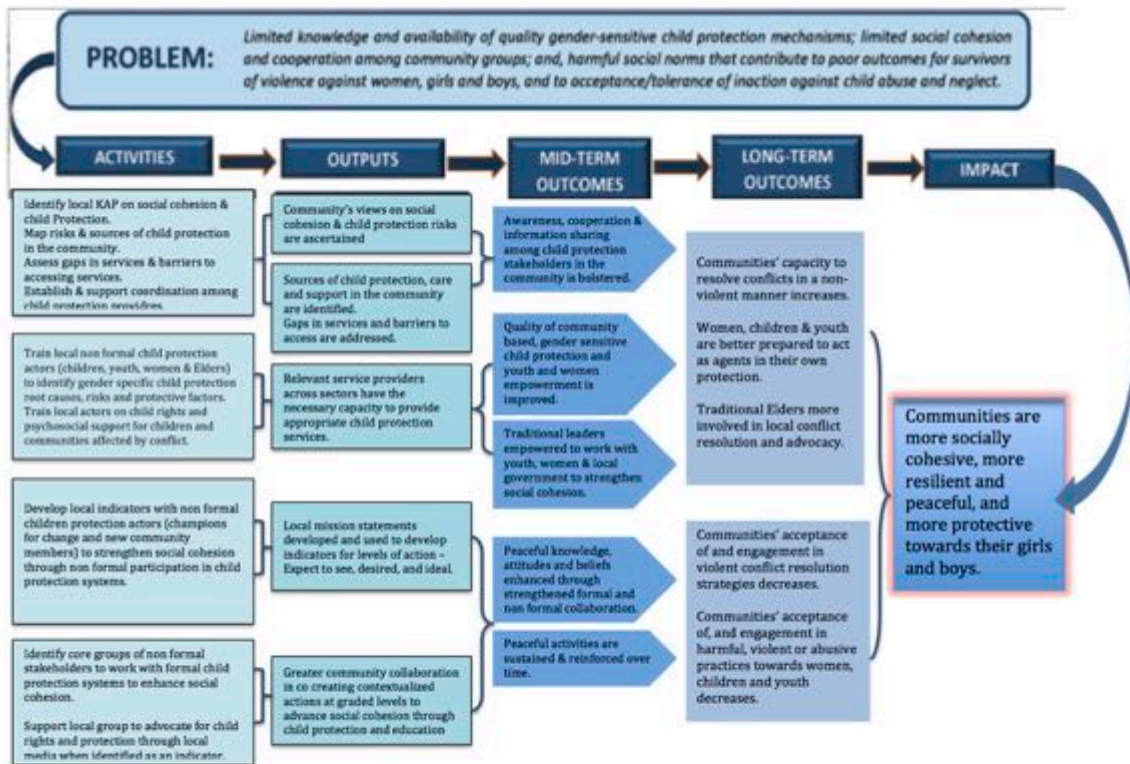 PROBLEM:
Limited knowledge and availability of quality gender-sensitive child protection mechanisms; limited social cohesion
and cooperation among community groups; and, harmful social norms that contribute to poor outcomes for survivors
of violence against women, girls and boys, and to acceptance/tolerance of inaction against child abuse and neglect.
ACTIVITIES
OUTPUTS
MID-TERM
OUTCOMES
LONG-TERM
OUTCOMES
IMPACT
Identify local KAP on social cohesion &
child Protection.
Map risks & sources of child protection
in the community.
Assess gaps in services & barriers to
accessing services.
Establish & support coordination among
child protection providres.
Train local non formal child protection
actors (children, youth, women & Elders)
to identify gender specific child protection
root causes, risks and protective factors.
Train local actors on child rights and
psychosocial support for children and
communities affected by conflict.
Develop local indicators with non formal
children protection actors (champions
for change and new community
members) to strengthen social cohesion
through non formal participation in child
protection systems.
Identify core groups of non formal
stakeholders to work with formal child
protection systems to enhance social
cohesion.
Support local group to advocate for child
rights and protection through local
media when identified as an indicator.
Community's views on social
cohesion & child protection risks
are ascertained
Sources of child protection, care
and support in the community
are identified.
Gaps in services and barriers to
access are addressed.
Relevant service providers
across sectors have the
necessary capacity to provide
appropriate child protection
services.
Local mission statements
developed and used to develop
indicators for levels of action –
Expect to see, desired, and ideal.
Greater community collaboration
in co creating contextualized
actions at graded levels to
advance social cohesion through
child protection and education
Awareness, cooperation &
information sharing
among child protection
stakeholders in the
community is bolstered.
Quality of community
based, gender sensitive
child protection and
youth and women
empowerment is
improved.
Traditional leaders
empowered to work with
youth, women & local
government to strengthen
social cohesion.
Peaceful knowledge,
attitudes and beliefs
enhanced through
strengthened formal and
non formal collaboration.
Peaceful activities are
sustained & reinforced over
time.
Communities' capacity to
resolve conflicts in a non-
violent manner increases.
Women, children & youth
are better prepared to act
as agents in their own
protection.
Traditional Elders more
involved in local conflict
resolution and advocacy.
Communities' acceptance
of and engagement in
violent conflict resolution
strategies decreases.
Communities' acceptance
of, and engagement in
harmful, violent or abusive
practices towards women,
children and youth
decreases.
Communities are
more socially
cohesive, more
resilient and
peaceful, and
more protective
towards their girls
and boys.